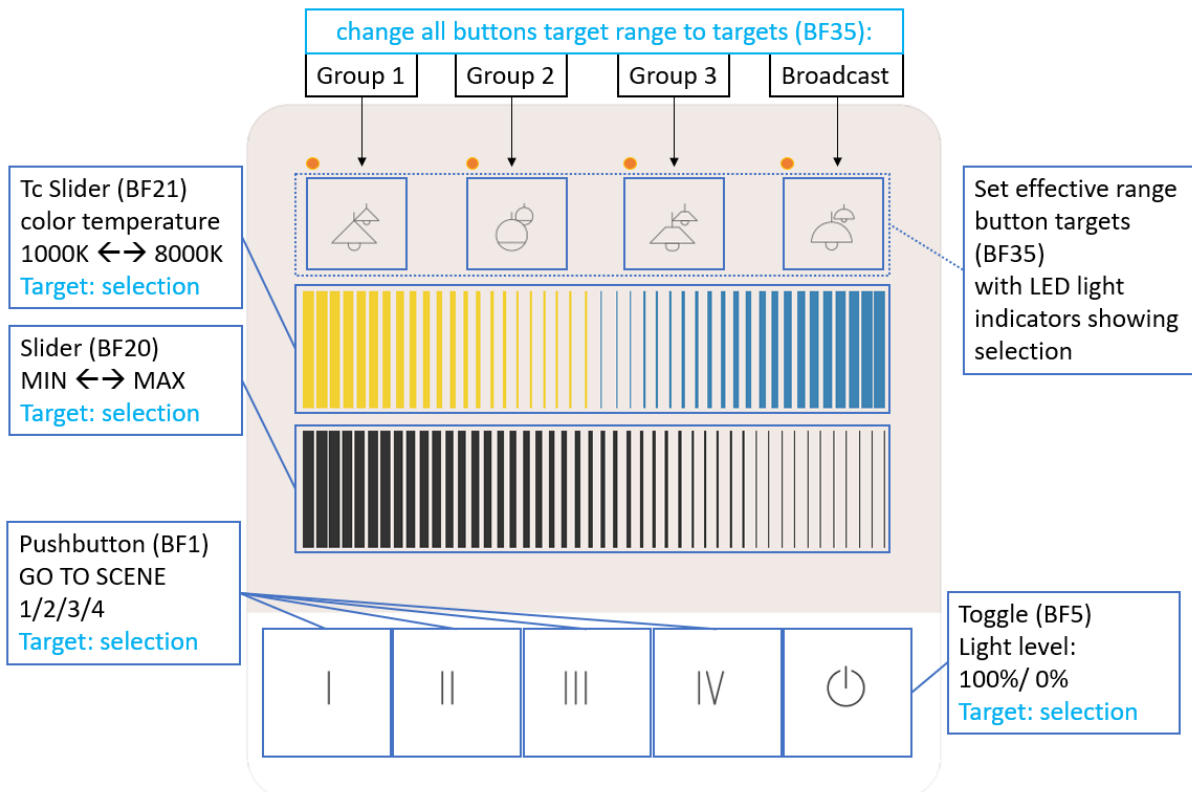 change all buttons target range to targets (BF35):
Group 1
Group 2
Group 3
Broadcast
Tc Slider (BF21)
color temperature
1000K ←→ 8000K
Target: selection
Set effective range
button targets
(BF35)
with LED light
indicators showing
selection
Slider (BF20)
MIN ←→ MAX
Target: selection
Pushbutton (BF1)
GO TO SCENE
1/2/3/4
Target: selection
Toggle (BF5)
Light level:
100%/ 0%
Target: selection
I
II
III
IV